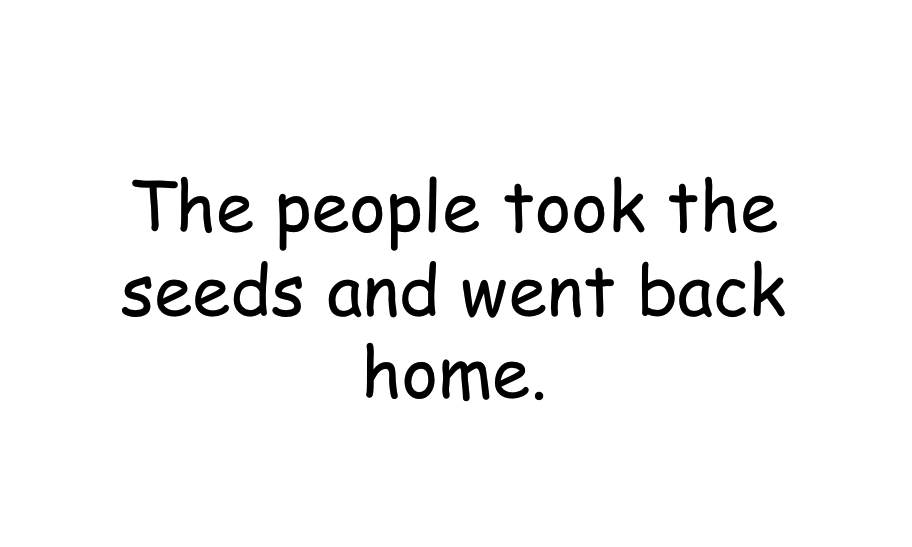 The people took the
seeds and went back
home.